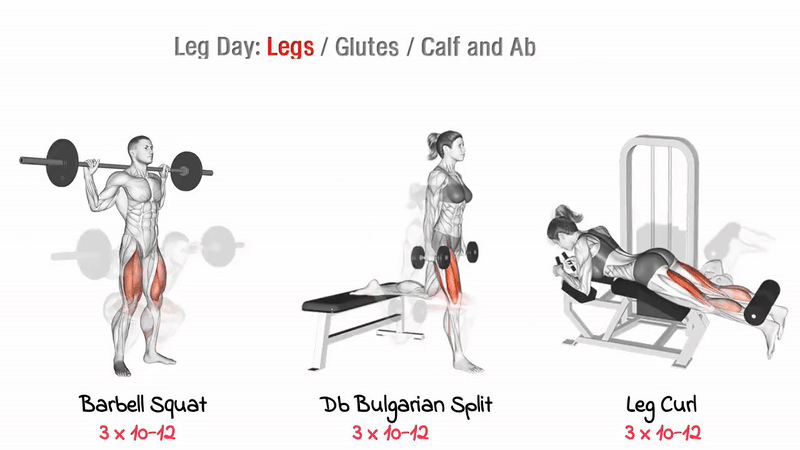 Leg Day: Legs / Glutes / Calf and Ab
Barbell Squat
3 x 10-12
Db Bulgarian Split
3 x 10-12
Leg Curl
3 x 10-12